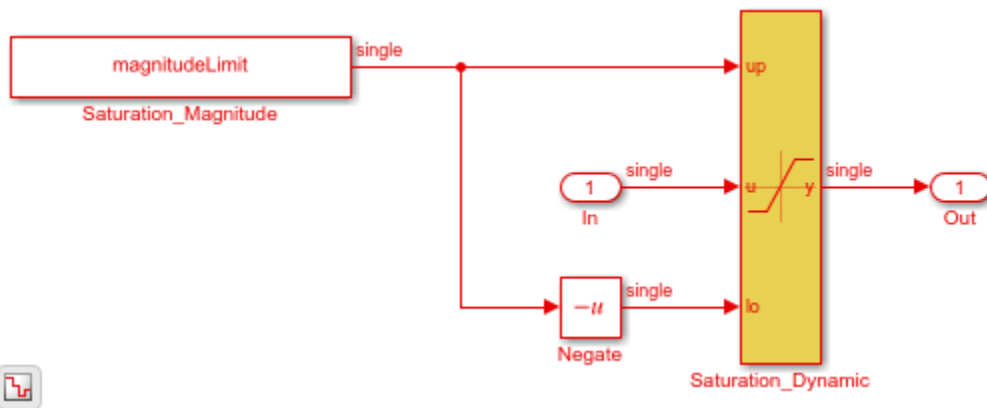 magnitudeLimit
single
Saturation_Magnitude
up
1
single
In
u
y
single
1
Out
-u
single
Negate
lo
Saturation_Dynamic